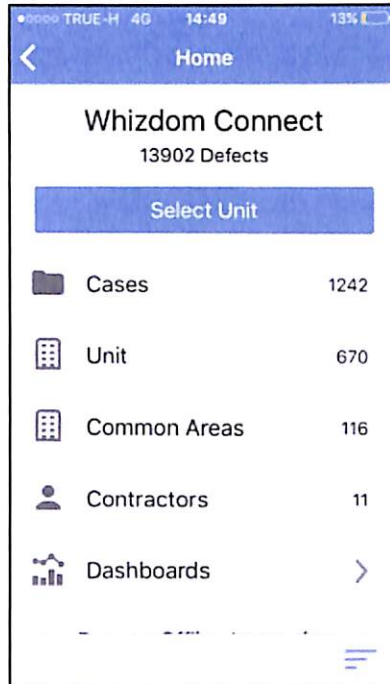 TRUE-H 4G 14:49 13%
Home
Whizdom Connect
13902 Defects
Select Unit
Cases 1242
Unit 670
Common Areas 116
Contractors 11
Dashboards